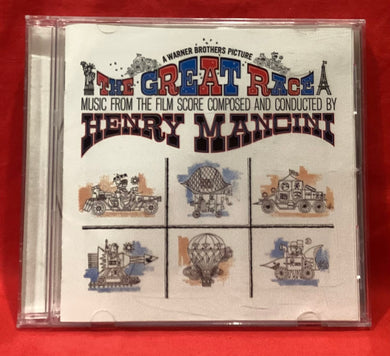 A WARNER BROTHERS PICTURE
THE GREAT RACE
MUSIC FROM THE FILM SCORE COMPOSED AND CONDUCTED BY
HENRY MANCINI